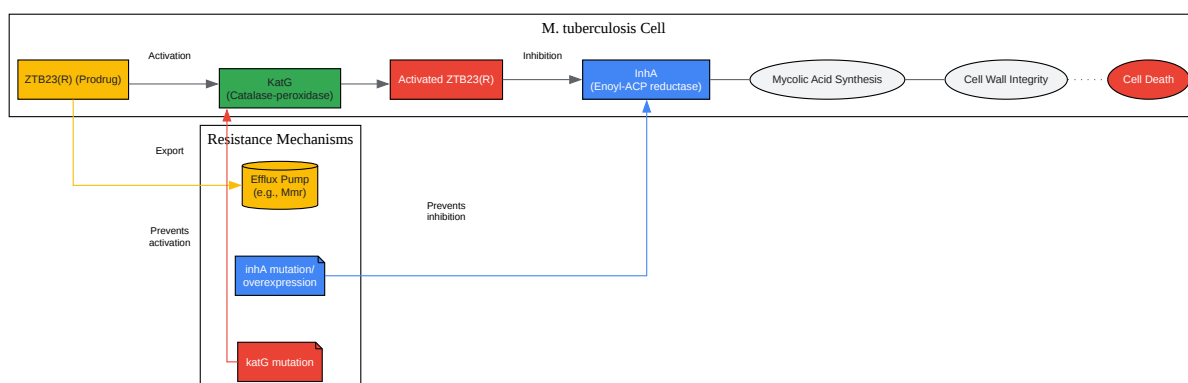 M. tuberculosis Cell
ZTB23(R) (Prodrug)
Activation
KatG
(Catalase-peroxidase)
Activated ZTB23(R)
Inhibition
InhA
(Enoyl-ACP reductase)
Mycolic Acid Synthesis
Cell Wall Integrity
Cell Death
Resistance Mechanisms
Export
Efflux Pump
(e.g., Mmr)
Prevents
activation
Prevents
inhibition
inhA mutation/
overexpression
katG mutation